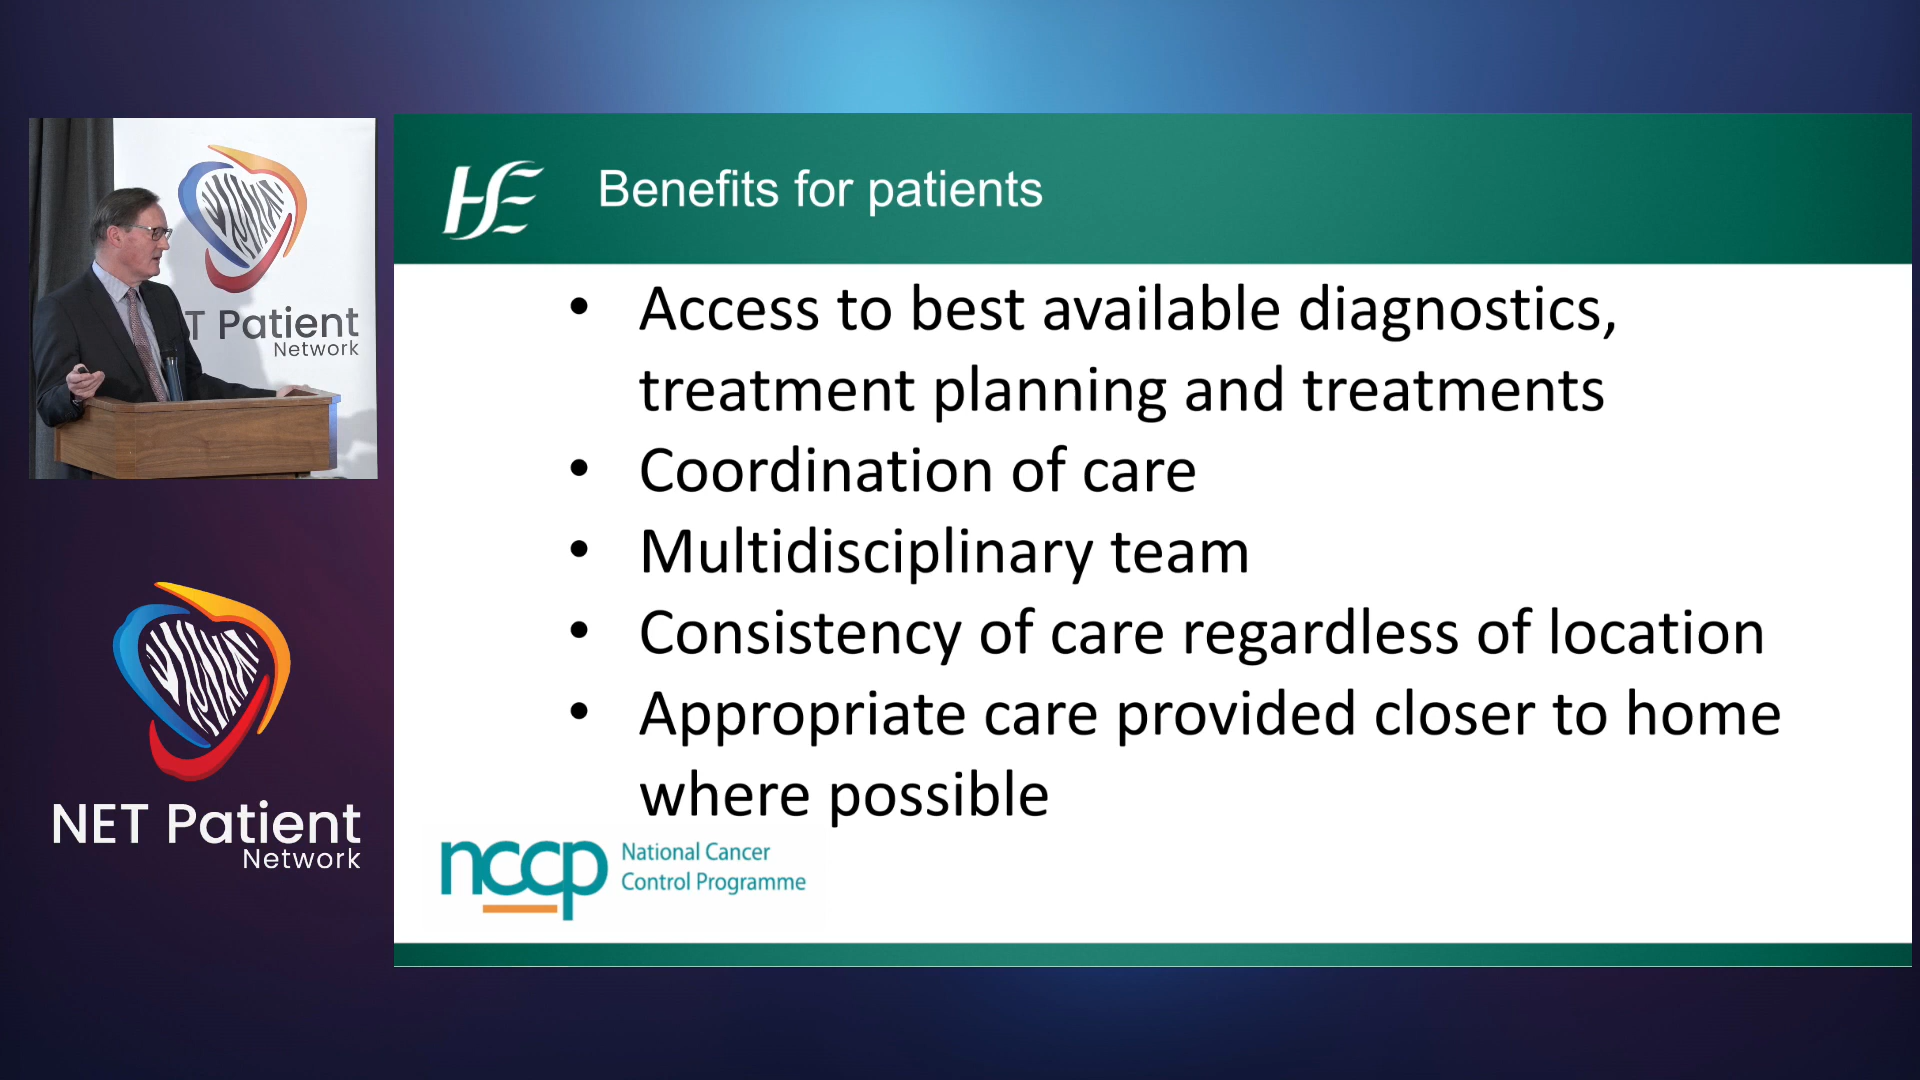 T Patient
Network
NET Patient
Network
HSE
Benefits for patients
• Access to best available diagnostics,
treatment planning and treatments
• Coordination of care
• Multidisciplinary team
• Consistency of care regardless of location
• Appropriate care provided closer to home
where possible
nccp
National Cancer
Control Programme